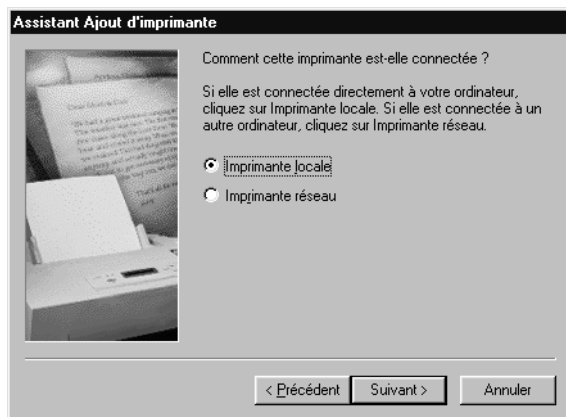 Assistant Ajout d'imprimante
Comment cette imprimante est-elle connectée ?
Si elle est connectée directement à votre ordinateur,
cliquez sur Imprimante locale. Si elle est connectée à un
autre ordinateur, cliquez sur Imprimante réseau.
Imprimante locale
Imprimante réseau
< Précédent
Suivant >
Annuler